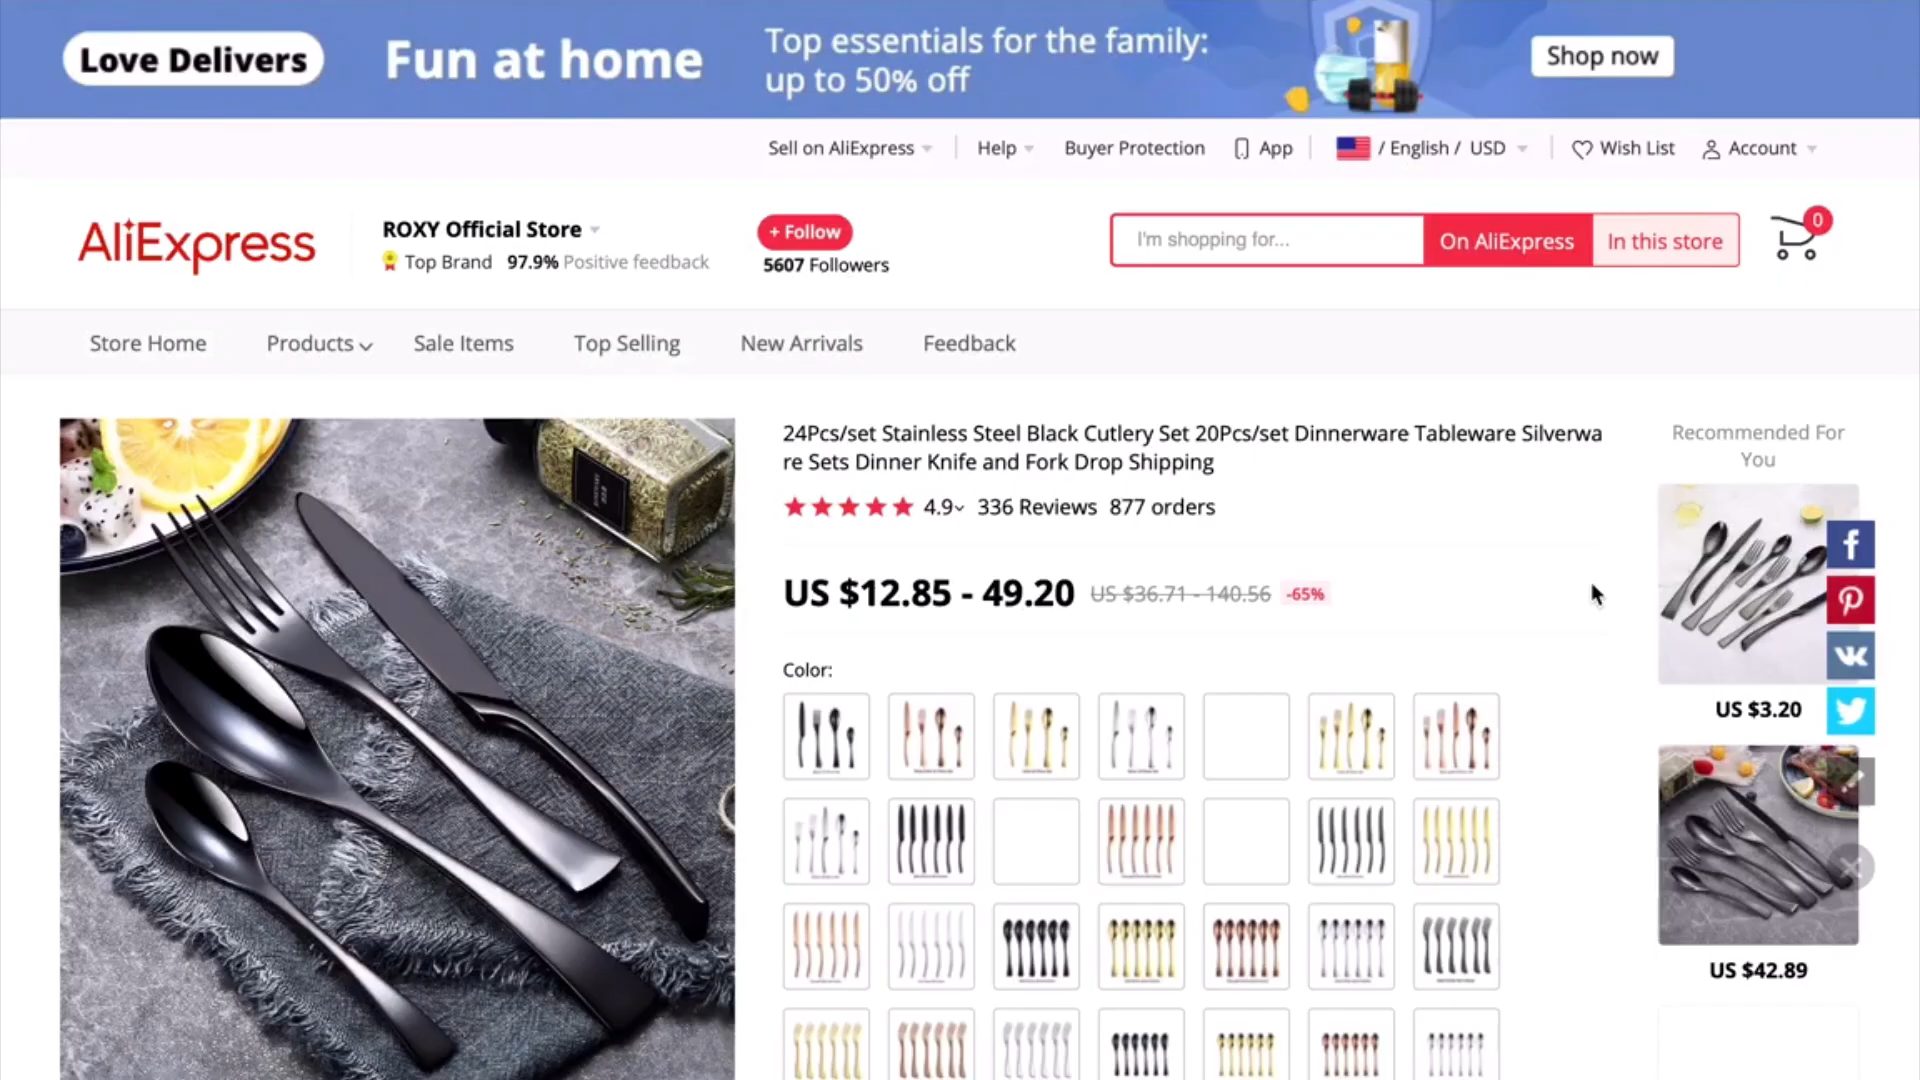 Love Delivers
Fun at home
Top essentials for the family:
up to 50% off
Shop now
Sell on AliExpress
Help
Buyer Protection
App
/ English / USD
Wish List
Account
AliExpress
ROXY Official Store
Top Brand 97.9% Positive feedback
+ Follow
5607 Followers
I'm shopping for...
On AliExpress
In this store
0
Store Home
Products
Sale Items
Top Selling
New Arrivals
Feedback
24Pcs/set Stainless Steel Black Cutlery Set 20Pcs/set Dinnerware Tableware Silverwa
re Sets Dinner Knife and Fork Drop Shipping
4.9 336 Reviews 877 orders
US $12.85 - 49.20 US $36.71 - 140.56 -65%
Color:
Recommended For
You
US $3.20
US $42.89